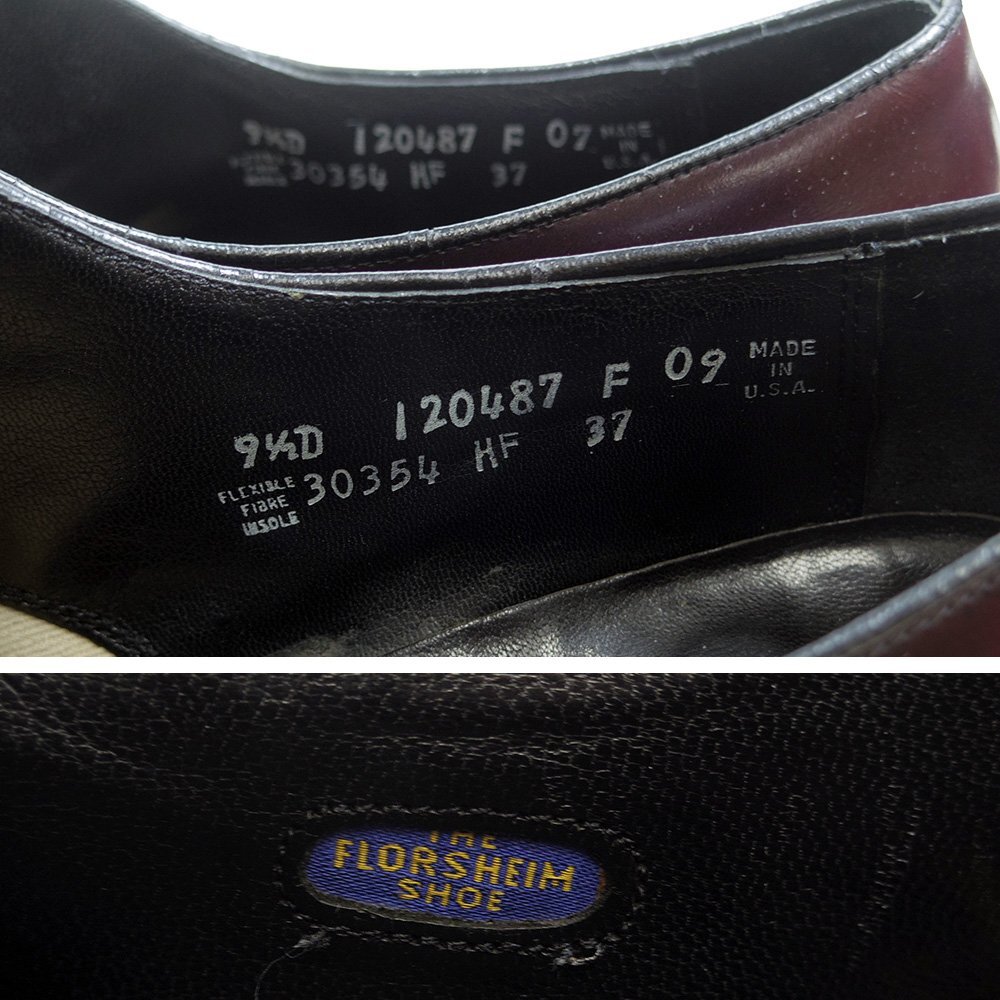 9½D 120487 F 07 MADE IN U.S.A.
30354 HF 37
9½D 120487 F 09 MADE IN U.S.A.
FLEXIBLE FIBRE INSOLE 30354 HF 37
THE
FLORSHEIM
SHOE